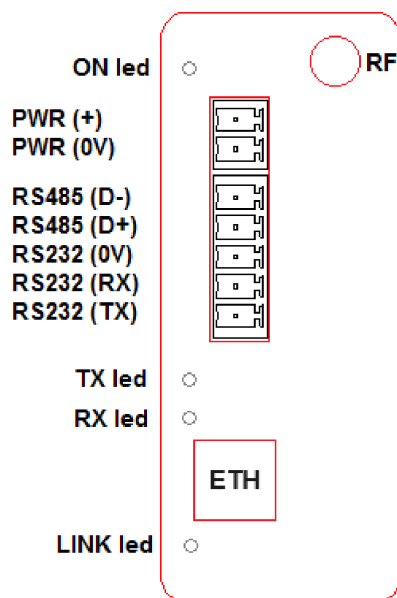 ON led
RF
PWR (+)
PWR (0V)
RS485 (D-)
RS485 (D+)
RS232 (0V)
RS232 (RX)
RS232 (TX)
TX led
RX led
ETH
LINK led